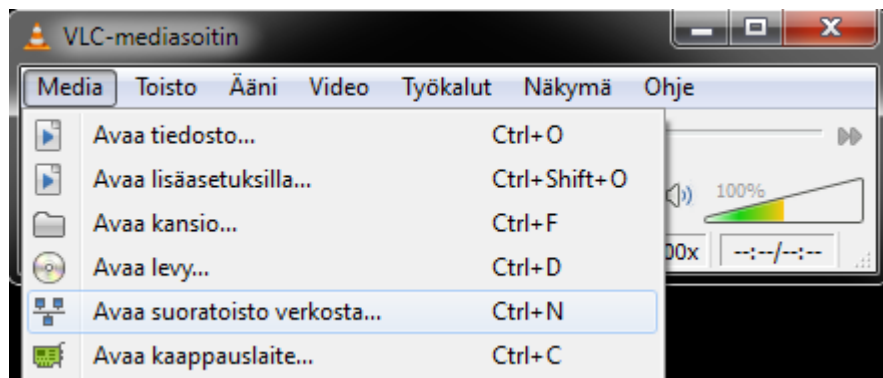 VLC-mediasoitin
Media Toisto Ääni Video Työkalut Näkymä Ohje
Avaa tiedosto... Ctrl+O
Avaa lisäasetuksilla... Ctrl+Shift+O
100%
Avaa kansio... Ctrl+F
Avaa levy... Ctrl+D
00x --:--/--:--
Avaa suoratoisto verkosta... Ctrl+N
Avaa kaappauslaite... Ctrl+C